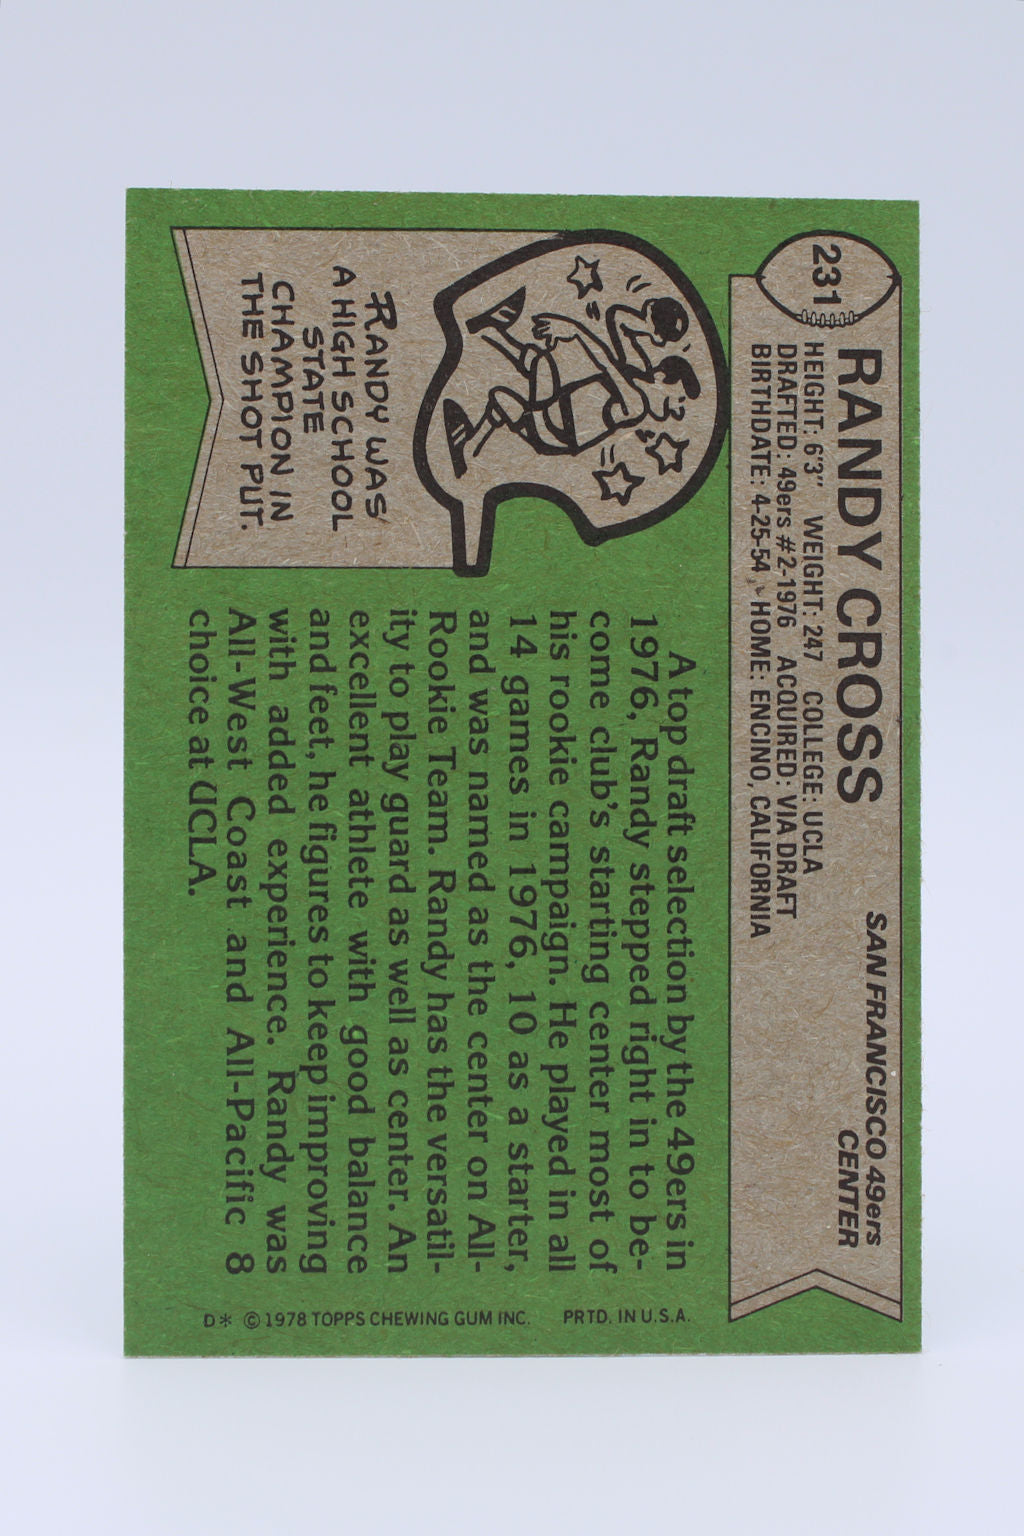 231
RANDY CROSS
SAN FRANCISCO 49ers
CENTER
HEIGHT: 6'3" WEIGHT: 247 COLLEGE: UCLA
DRAFTED: 49ers #2-1976 ACQUIRED: VIA DRAFT
BIRTHDATE: 4-25-54 HOME: ENCINO, CALIFORNIA
RANDY WAS
A HIGH SCHOOL
STATE
CHAMPION IN
THE SHOT PUT.
A top draft selection by the 49ers in
1976, Randy stepped right in to be-
come club's starting center most of
his rookie campaign. He played in all
14 games in 1976, 10 as a starter,
and was named as the center on All-
Rookie Team. Randy has the versatil-
ity to play guard as well as center. An
excellent athlete with good balance
and feet, he figures to keep improving
with added experience. Randy was
All-West Coast and All-Pacific 8
choice at UCLA.
D* © 1978 TOPPS CHEWING GUM INC. PRTD. IN U.S.A.